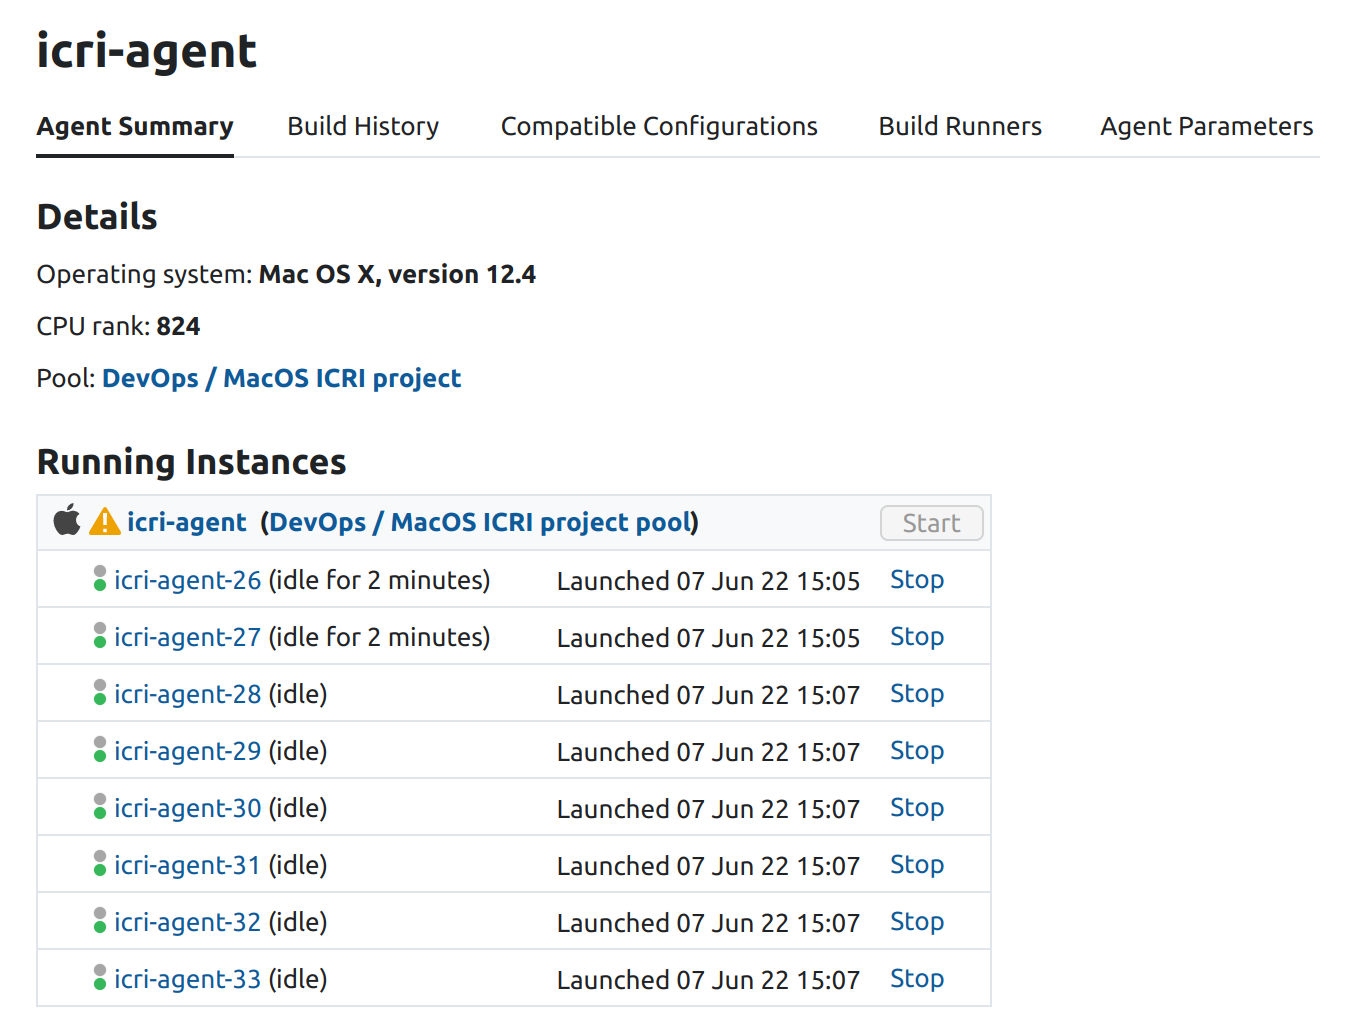 icri-agent
Agent Summary Build History Compatible Configurations Build Runners Agent Parameters
Details
Operating system: Mac OS X, version 12.4
CPU rank: 824
Pool: DevOps / MacOS ICRI project
Running Instances
icri-agent (DevOps / MacOS ICRI project pool) Start
icri-agent-26 (idle for 2 minutes) Launched 07 Jun 22 15:05 Stop
icri-agent-27 (idle for 2 minutes) Launched 07 Jun 22 15:05 Stop
icri-agent-28 (idle) Launched 07 Jun 22 15:07 Stop
icri-agent-29 (idle) Launched 07 Jun 22 15:07 Stop
icri-agent-30 (idle) Launched 07 Jun 22 15:07 Stop
icri-agent-31 (idle) Launched 07 Jun 22 15:07 Stop
icri-agent-32 (idle) Launched 07 Jun 22 15:07 Stop
icri-agent-33 (idle) Launched 07 Jun 22 15:07 Stop